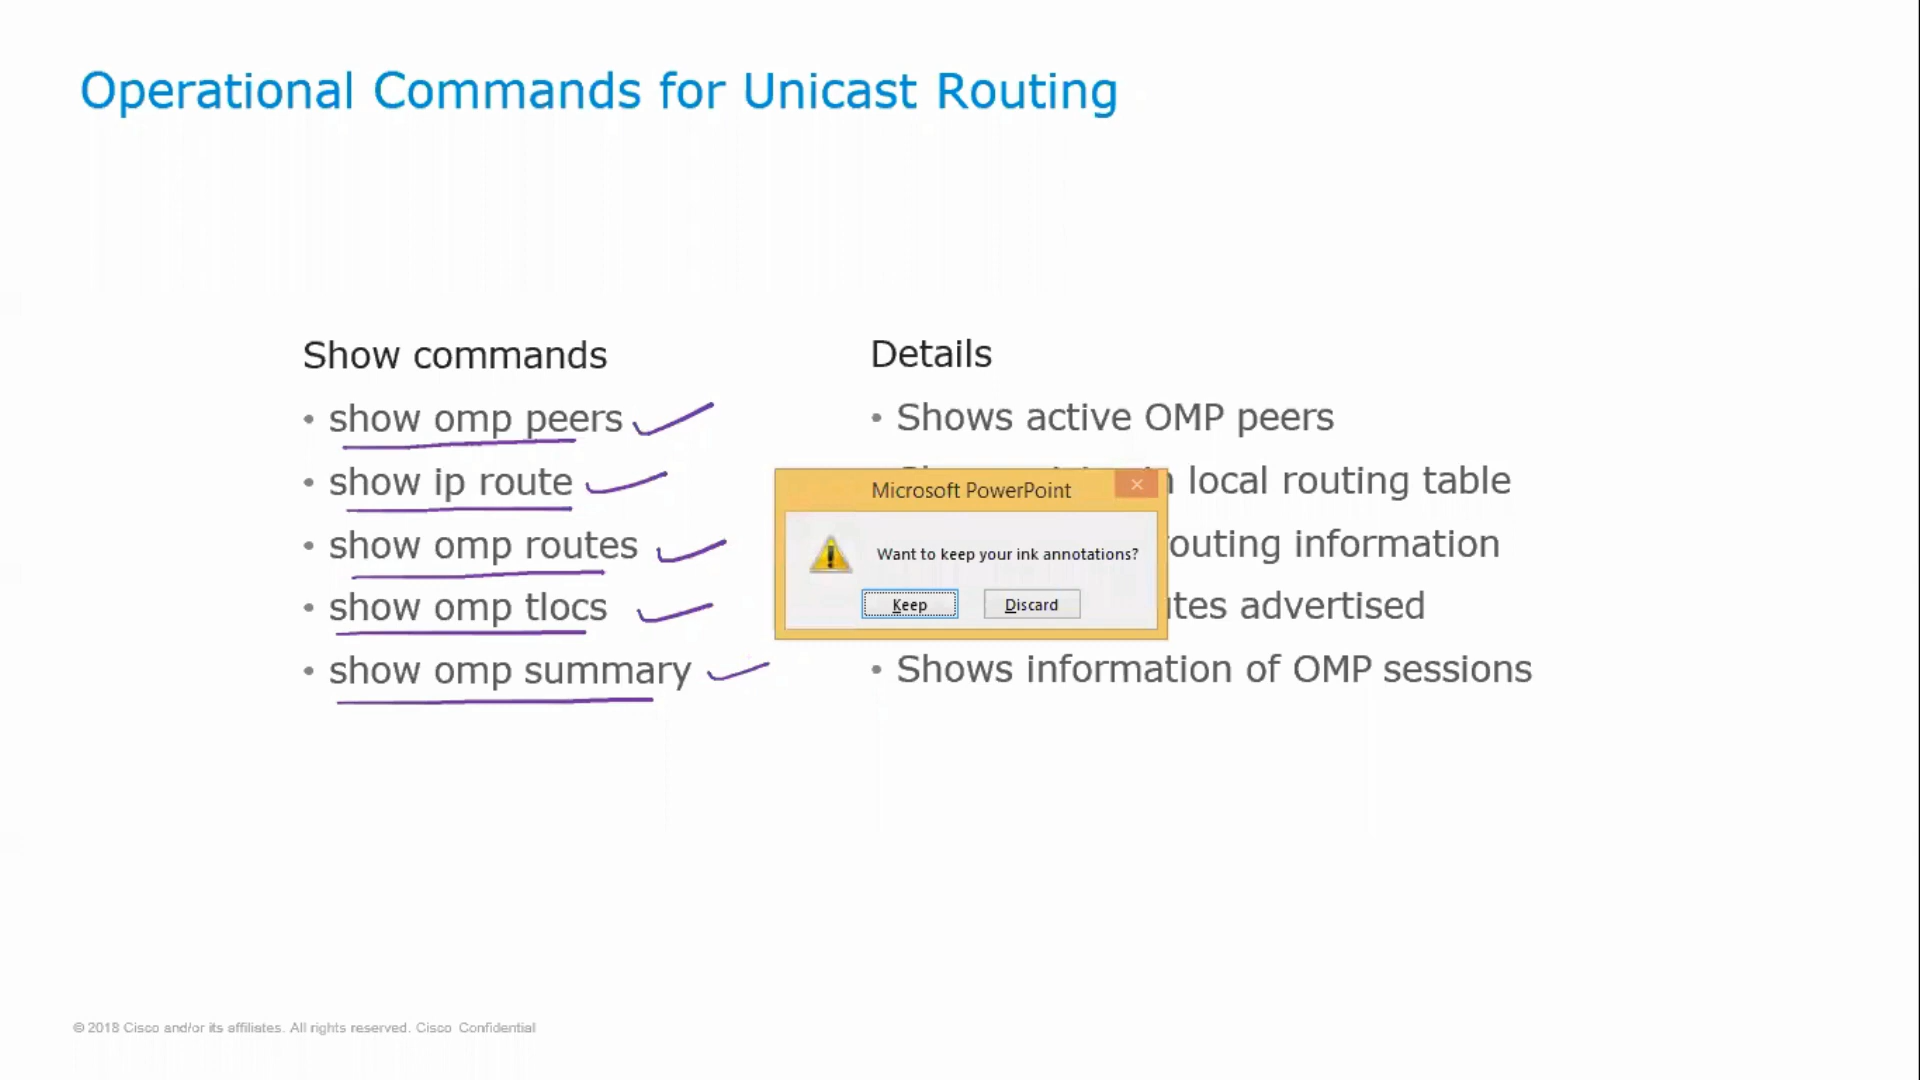 Operational Commands for Unicast Routing
Show commands
• show omp peers
• show ip route
• show omp routes
• show omp tlocs
• show omp summary
Details
• Shows active OMP peers
local routing table
routing information
advertised
• Shows information of OMP sessions
Microsoft PowerPoint
Want to keep your ink annotations?
Keep
Discard
© 2018 Cisco and/or its affiliates. All rights reserved. Cisco Confidential